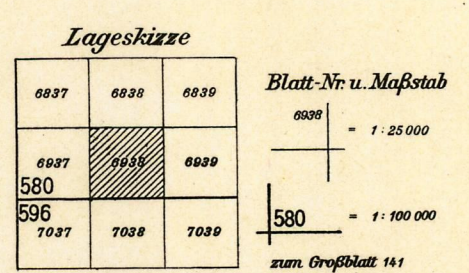 Lageskizze
6837 6838 6839
6937 6938 6939
580
596
7037 7038 7039
Blatt-Nr. u. Maßstab
6938 = 1:25 000
580 = 1:100 000
zum Großblatt 141